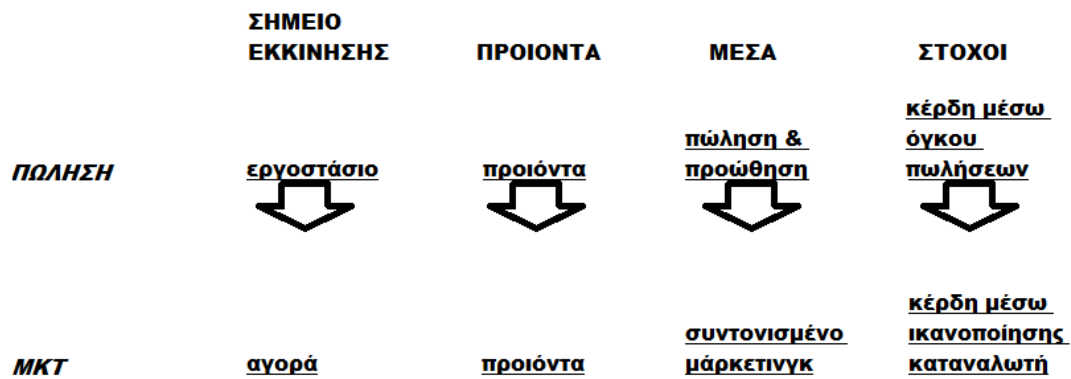 ΣΗΜΕΙΟ
ΕΚΚΙΝΗΣΗΣ ΠΡΟΙΟΝΤΑ ΜΕΣΑ ΣΤΟΧΟΙ
κέρδη μέσω
πώληση & όγκου
ΠΩΛΗΣΗ εργοστάσιο προιόντα προώθηση πωλήσεων
κέρδη μέσω
συντονισμένο ικανοποίησης
ΜΚΤ αγορά προιόντα μάρκετινγκ καταναλωτή